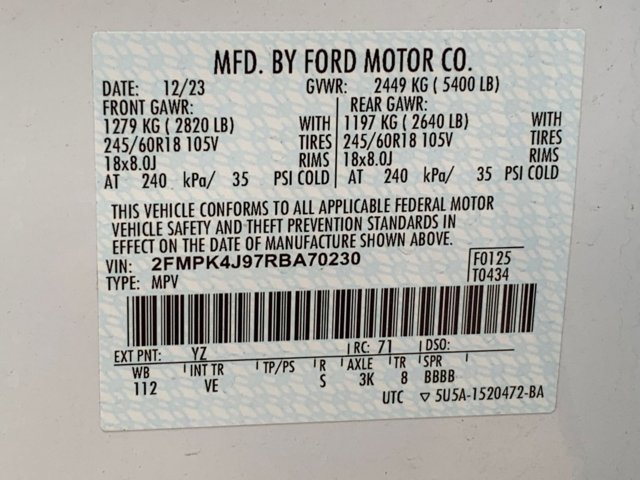 MFD. BY FORD MOTOR CO.
DATE: 12/23 GVWR: 2449 KG ( 5400 LB)
FRONT GAWR: REAR GAWR:
1279 KG ( 2820 LB) WITH 1197 KG ( 2640 LB) WITH
245/60R18 105V TIRES 245/60R18 105V TIRES
18x8.0J RIMS 18x8.0J RIMS
AT 240 kPa/ 35 PSI COLD AT 240 kPa/ 35 PSI COLD
THIS VEHICLE CONFORMS TO ALL APPLICABLE FEDERAL MOTOR
VEHICLE SAFETY AND THEFT PREVENTION STANDARDS IN
EFFECT ON THE DATE OF MANUFACTURE SHOWN ABOVE.
VIN: 2FMPK4J97RBA70230 F0125
TYPE: MPV T0434
EXT PNT: YZ RC: 71 DSO:
WB INT TR TP/PS R AXLE TR SPR
112 VE S 3K 8 BBBB
UTC ▽ 5U5A-1520472-BA